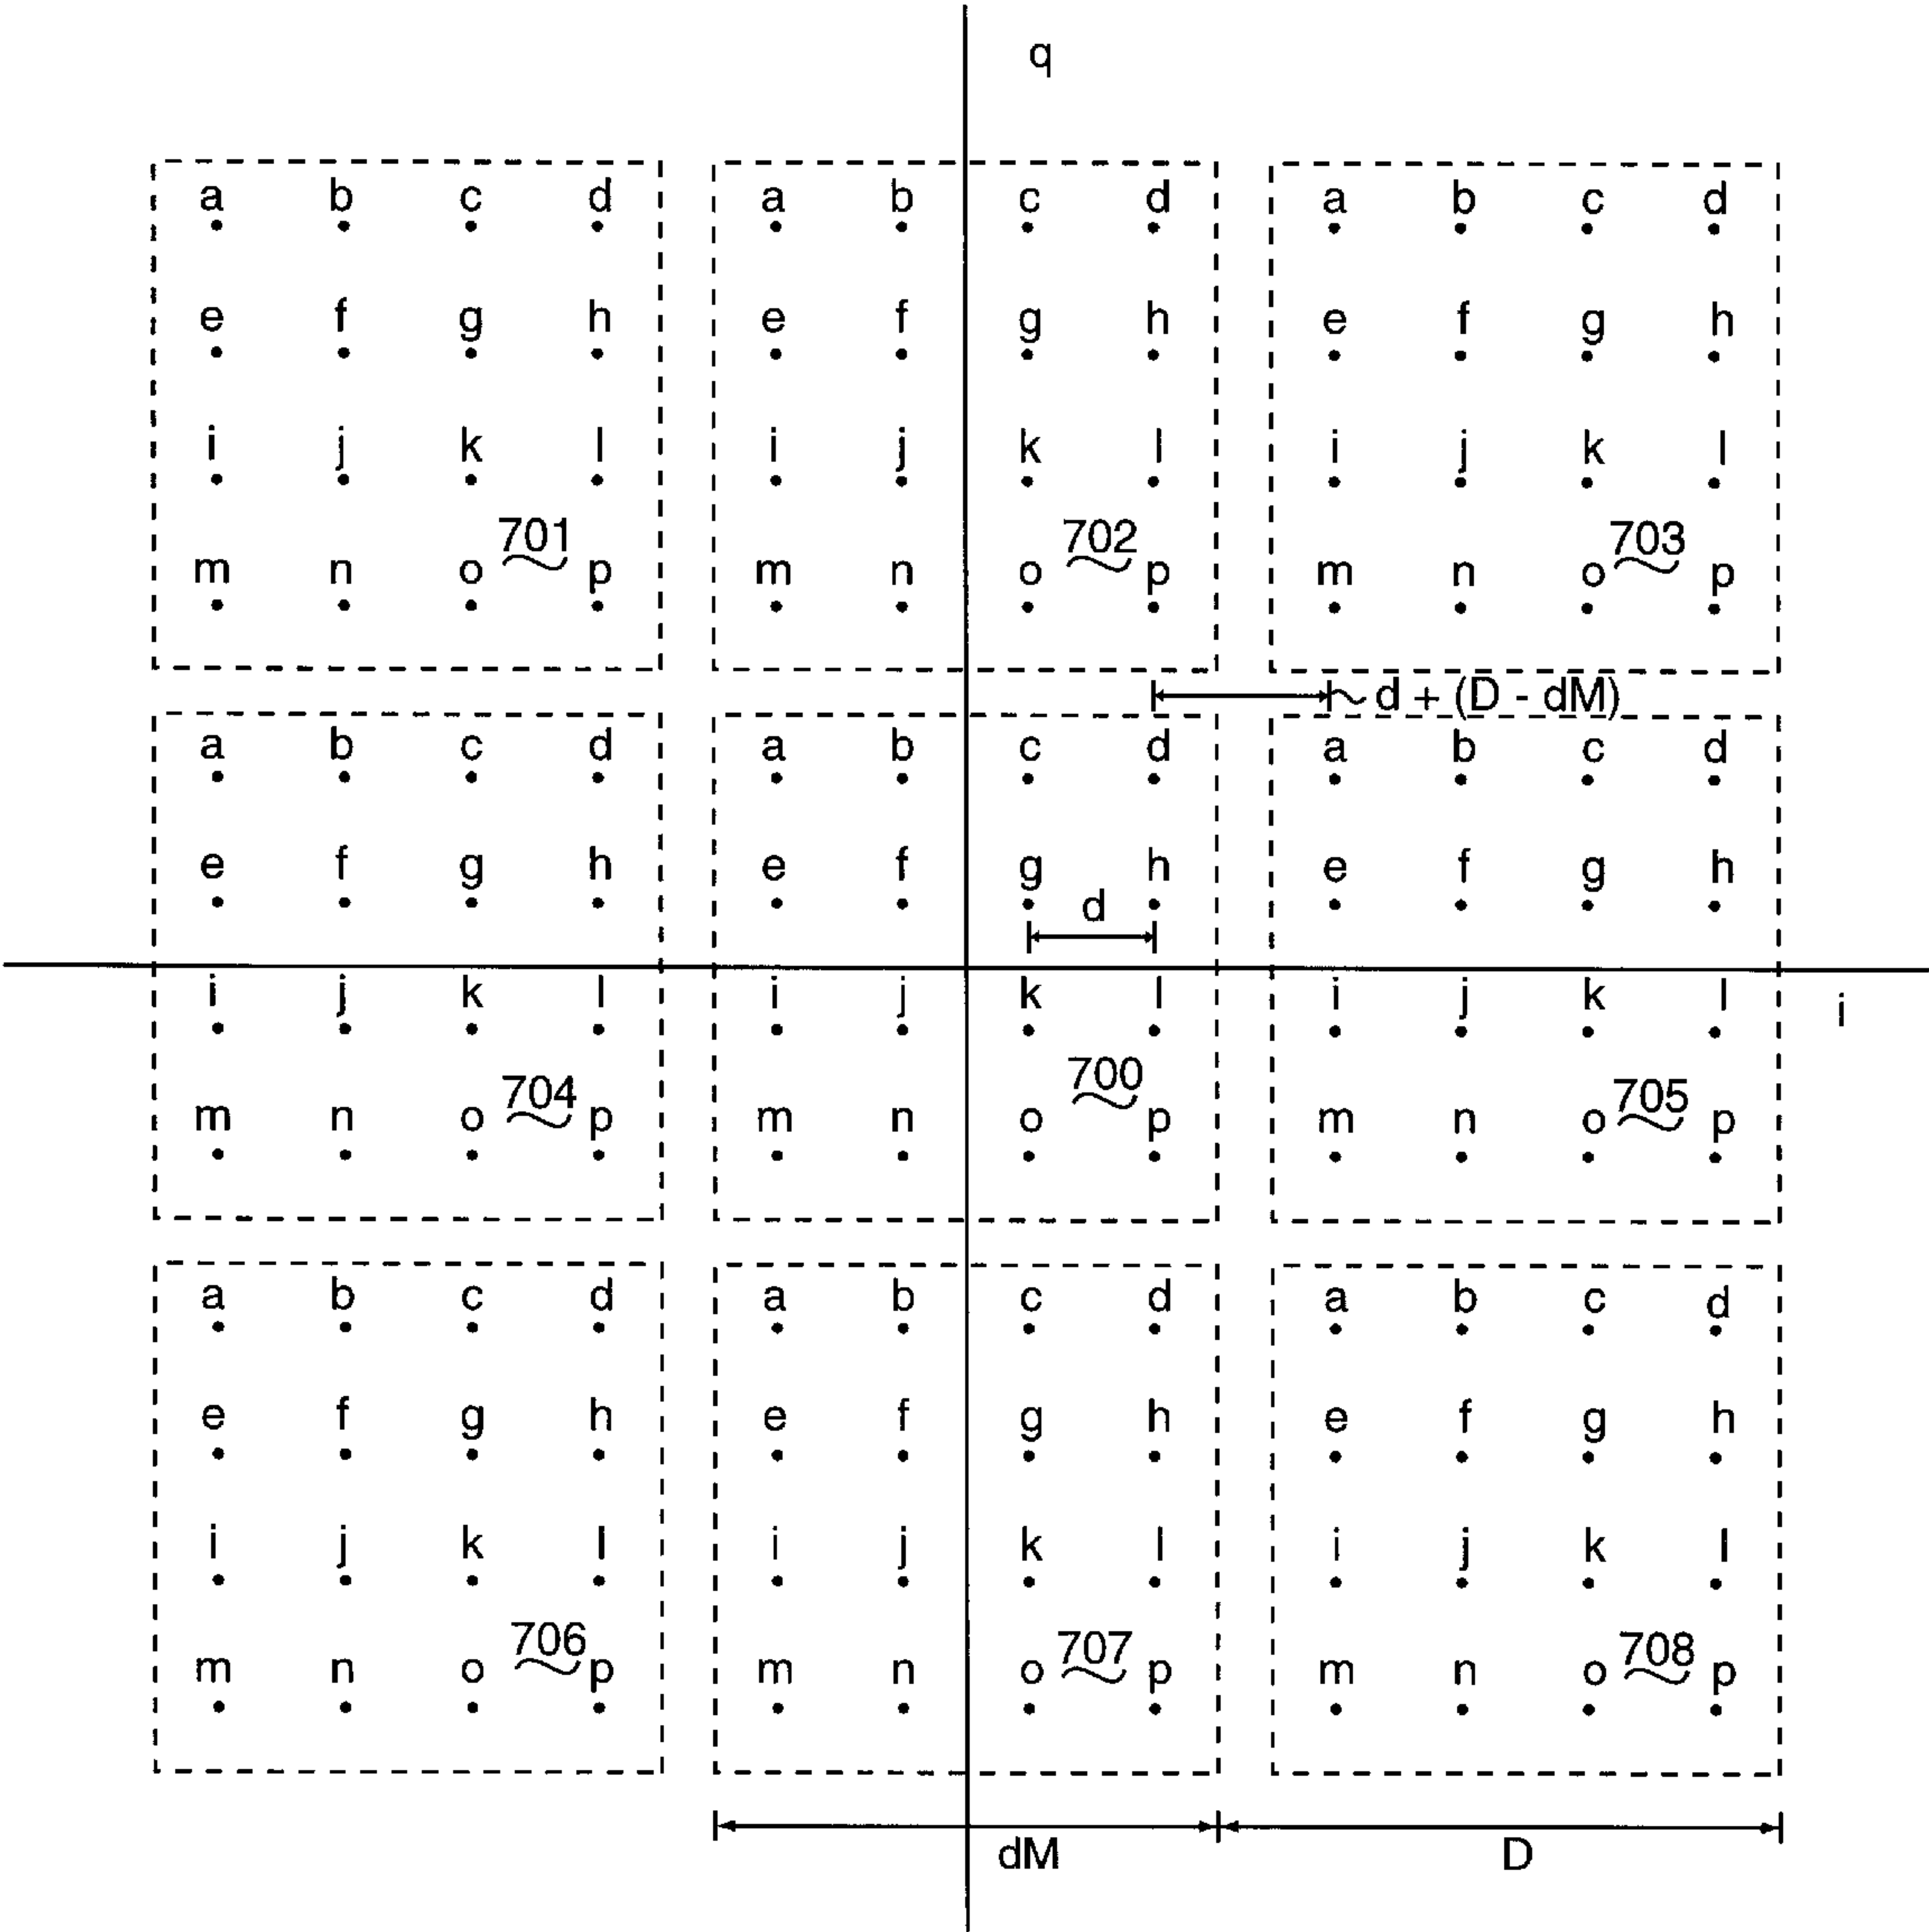 q
a b c d a b c d a b c d
e f g h e f g h e f g h
i j k l i j k l i j k l
701 702 703
m n o p m n o p m n o p
d + (D - dM)
a b c d a b c d a b c d
e f g h e f g h e f g h
d
i j k l i j k l i j k l
i
704 700 705
m n o p m n o p m n o p
a b c d a b c d a b c d
e f g h e f g h e f g h
i j k l i j k l i j k l
706 707 708
m n o p m n o p m n o p
dM D